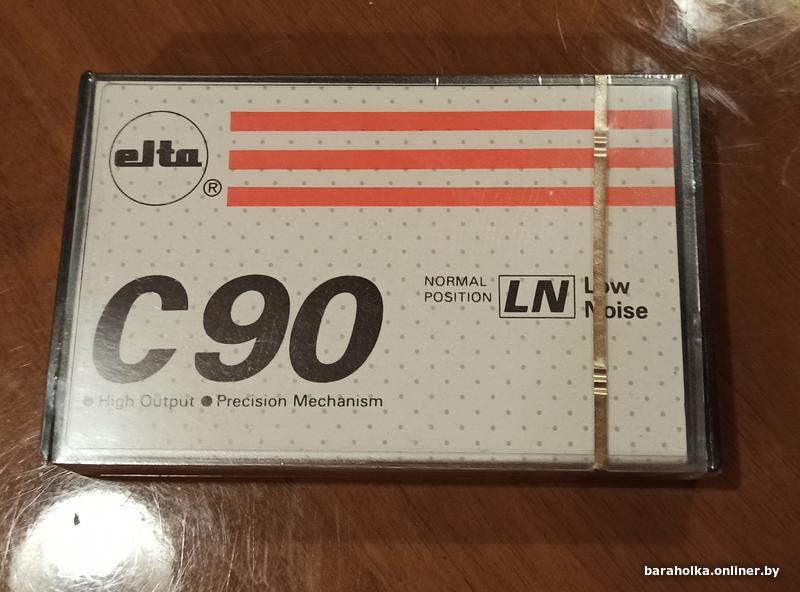 elta
®
C90
NORMAL
POSITION
LN
Low
Noise
● High Output ● Precision Mechanism
baraholka.onliner.by